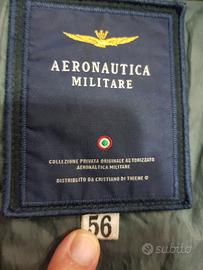 AERONAUTICA
MILITARE
COLLEZIONE PRIVATA ORIGINALE AUTORIZZATO
AERONAUTICA MILITARE
DISTRIBUITO DA CRISTIANO DI THIENE
56
subito